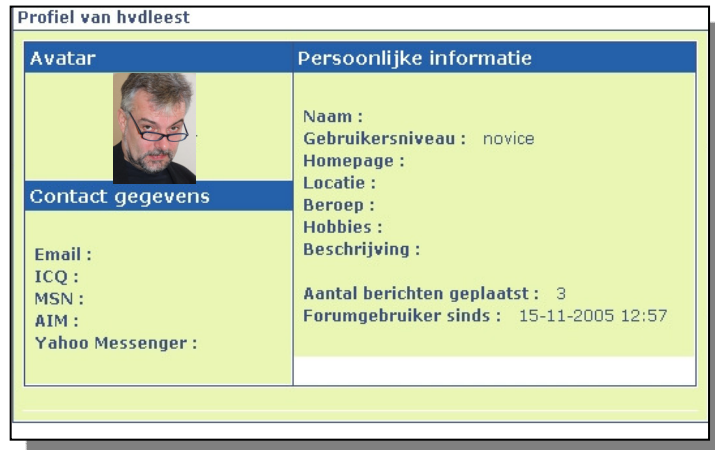 Profiel van hvdleest
Avatar
Contact gegevens
Email :
ICQ :
MSN :
AIM :
Yahoo Messenger :
Persoonlijke informatie
Naam :
Gebruikersniveau : novice
Homepage :
Locatie :
Beroep :
Hobbies :
Beschrijving :
Aantal berichten geplaatst : 3
Forumgebruiker sinds : 15-11-2005 12:57